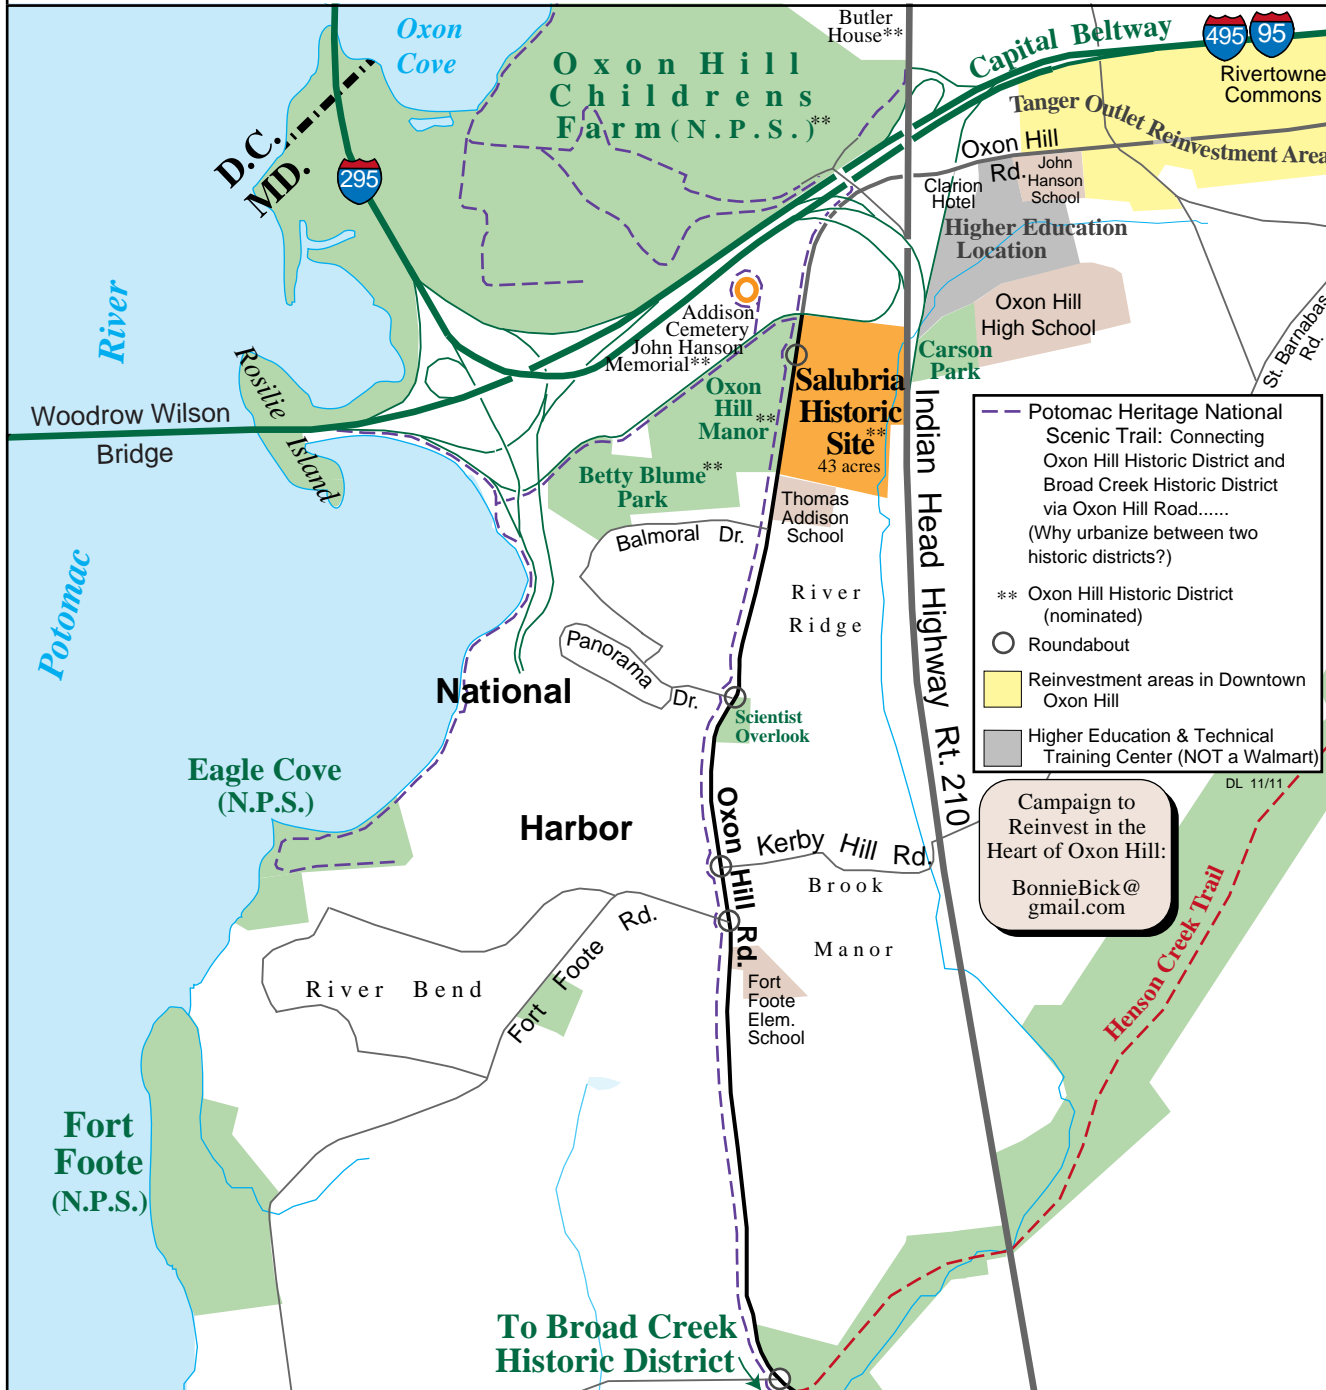 Oxon
Cove
Butler
House**
Capital Beltway
495
95
Rivertowne
Commons
Oxon Hill
Childrens
Farm (N.P.S.)**
Tanger Outlet Reinvestment Area
Oxon Hill
Rd.
John
Hanson
School
Clarion
Hotel
D.C.
MD.
295
Higher Education
Location
Oxon Hill
High School
St. Barnabas
Rd.
River
Addison
Cemetery
John Hanson
Memorial**
Carson
Park
Rosilie
Island
Woodrow Wilson
Bridge
Oxon
Hill
Manor**
Salubria
Historic
Site**
43 acres
Betty Blume**
Park
Thomas
Addison
School
Indian Head Highway Rt. 210
Potomac Heritage National
Scenic Trail: Connecting
Oxon Hill Historic District and
Broad Creek Historic District
via Oxon Hill Road......
(Why urbanize between two
historic districts?)
** Oxon Hill Historic District
(nominated)
Roundabout
Reinvestment areas in Downtown
Oxon Hill
Higher Education & Technical
Training Center (NOT a Walmart)
DL 11/11
Balmoral Dr.
River
Ridge
Potomac
Panorama
Dr.
National
Scientist
Overlook
Eagle Cove
(N.P.S.)
Harbor
Oxon Hill Rd.
Kerby Hill Rd.
Brook
Manor
Campaign to
Reinvest in the
Heart of Oxon Hill:
BonnieBick@
gmail.com
Henson Creek Trail
Fort Foote Rd.
River Bend
Fort
Foote
Elem.
School
Fort
Foote
(N.P.S.)
To Broad Creek
Historic District